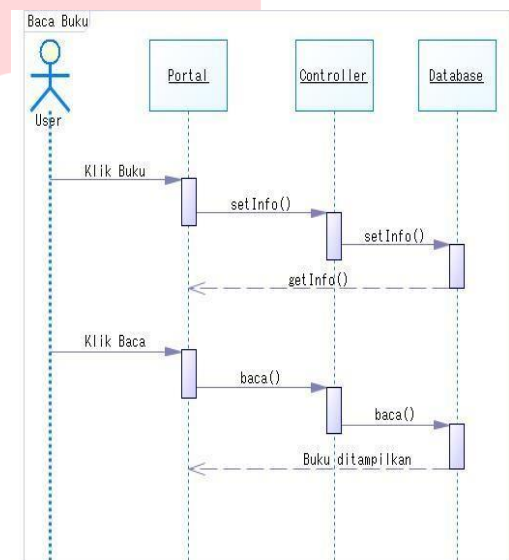 Baca Buku
Portal
Controller
Database
User
Klik Buku
setInfo()
setInfo()
getInfo()
Klik Baca
baca()
baca()
Buku ditampilkan